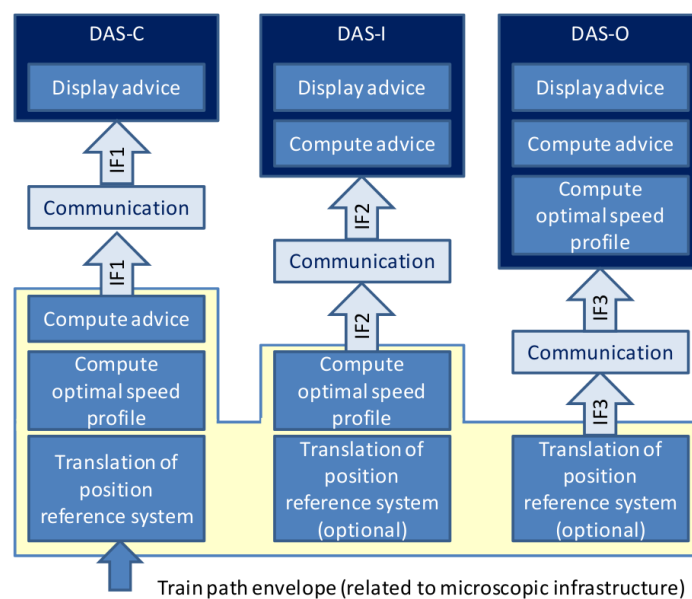 DAS-C
Display advice
IF1
Communication
IF1
Compute advice
Compute
optimal speed
profile
Translation of
position
reference system
DAS-I
Display advice
Compute advice
IF2
Communication
IF2
Compute
optimal speed
profile
Translation of
position
reference system
(optional)
DAS-O
Display advice
Compute advice
Compute
optimal speed
profile
IF3
Communication
IF3
Translation of
position
reference system
(optional)
Train path envelope (related to microscopic infrastructure)